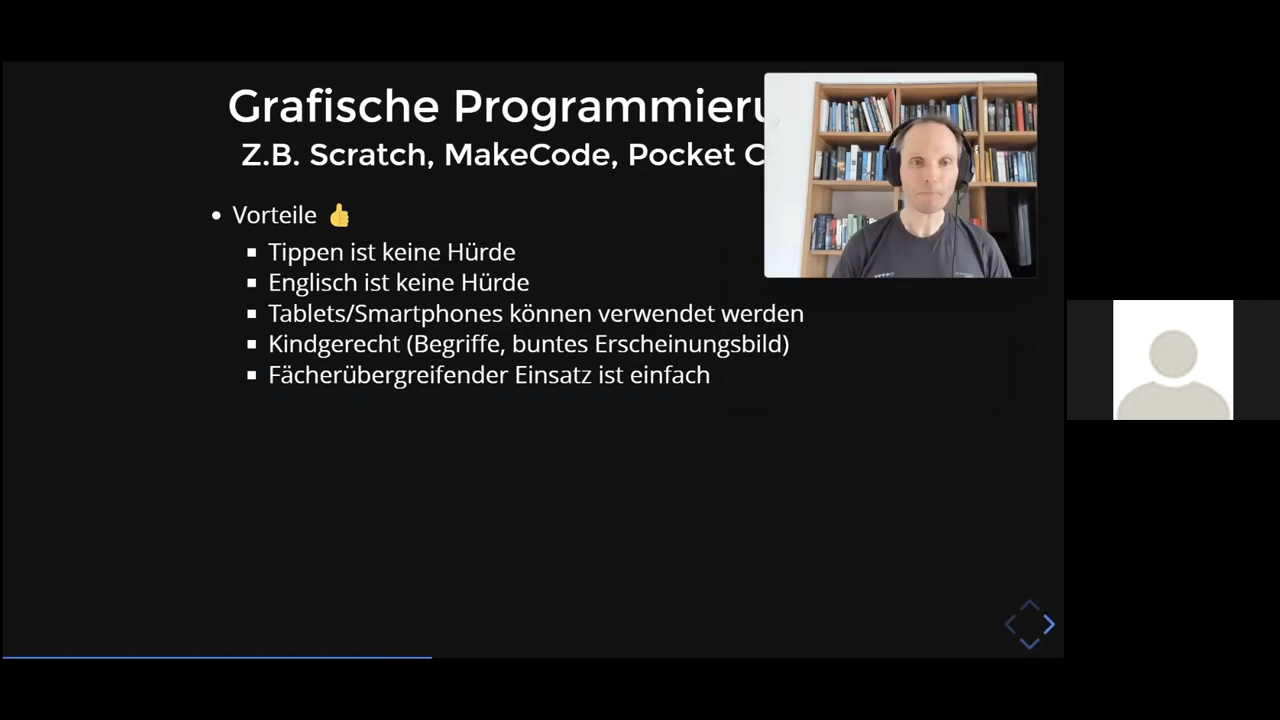 Grafische
Z.B. Scratch, MakeCode, Pocket
Vorteile 👍
Tippen ist keine Hürde
Englisch ist keine Hürde
Tablets/Smartphones können verwendet werden
Kindgerecht (Begriffe, buntes Erscheinungsbild)
Fächerübergreifender Einsatz ist einfach